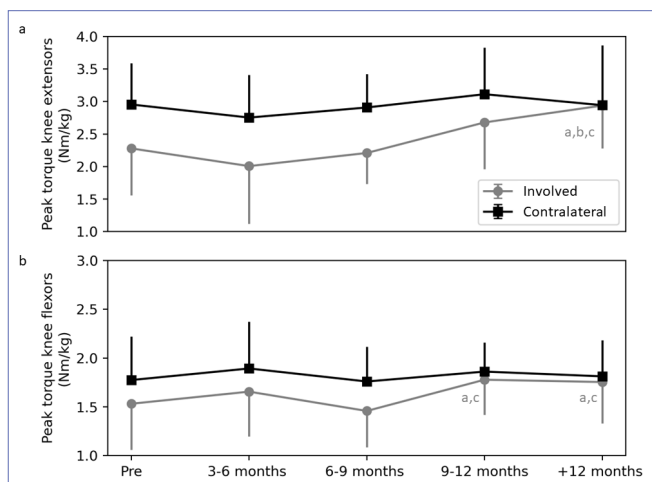 a
Peak torque knee extensors
(Nm/kg)
4.0
3.5
3.0
2.5
2.0
1.5
1.0
a,b,c
Involved
Contralateral
b
Peak torque knee flexors
(Nm/kg)
3.0
2.5
2.0
1.5
1.0
a,c
a,c
Pre
3-6 months
6-9 months
9-12 months
+12 months